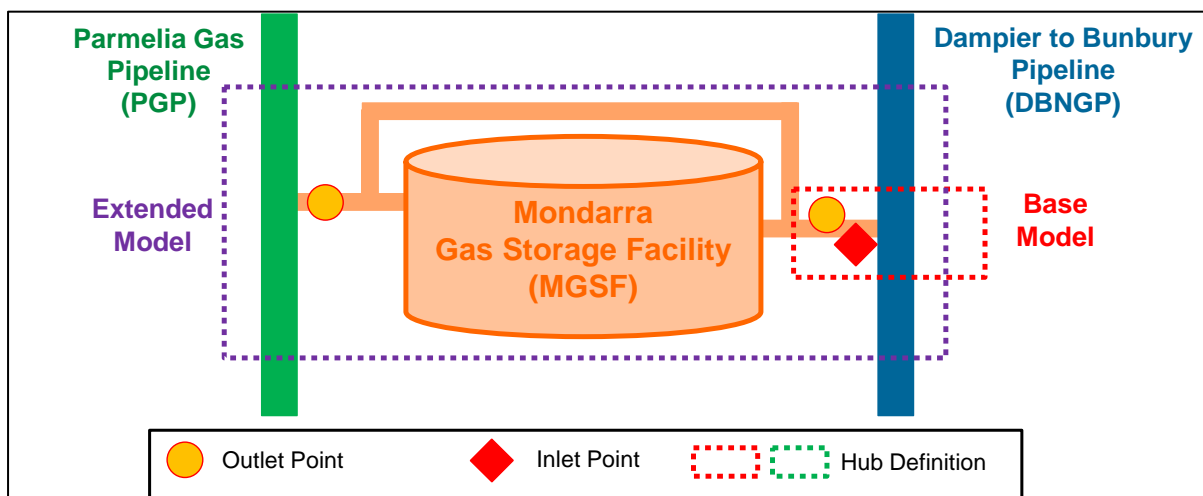 Parmelia Gas
Pipeline
(PGP)
Dampier to Bunbury
Pipeline
(DBNGP)
Extended
Model
Mondarra
Gas Storage Facility
(MGSF)
Base
Model
Outlet Point
Inlet Point
Hub Definition